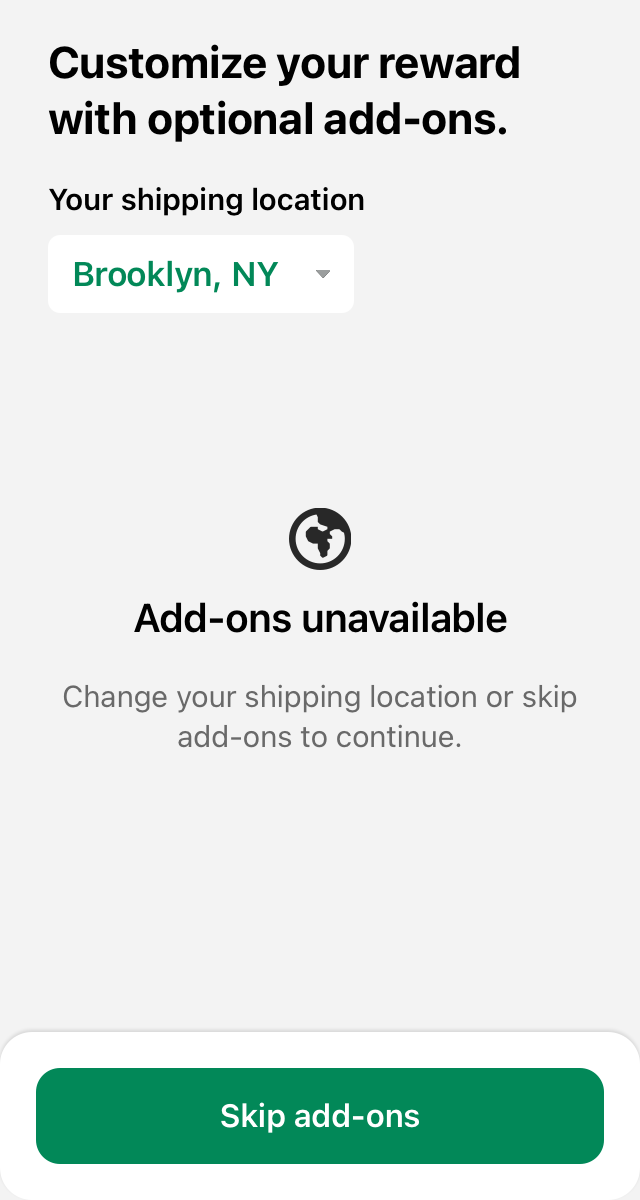 Customize your reward
with optional add-ons.
Your shipping location
Brooklyn, NY
Add-ons unavailable
Change your shipping location or skip
add-ons to continue.
Skip add-ons